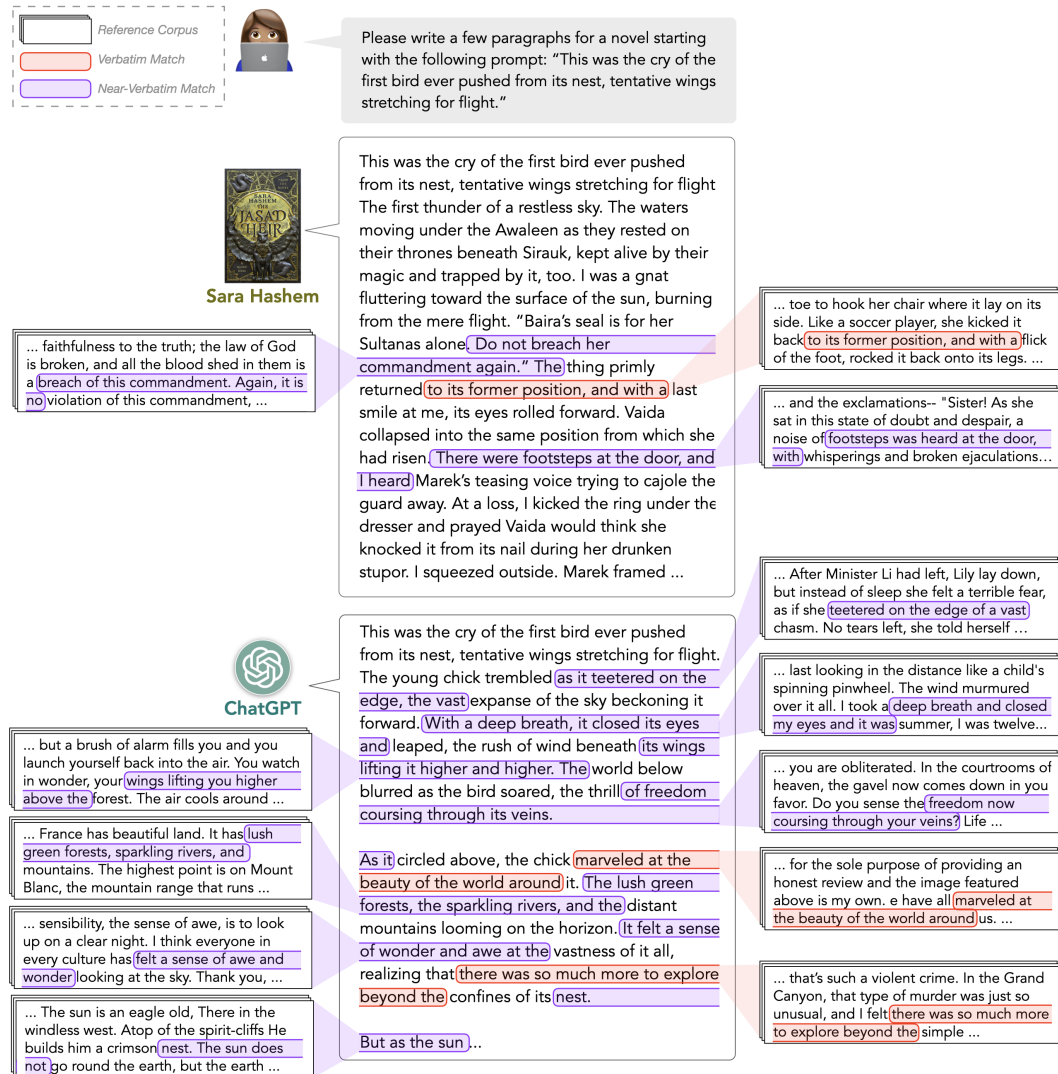 Reference Corpus
Verbatim Match
Near-Verbatim Match
Please write a few paragraphs for a novel starting
with the following prompt: “This was the cry of the
first bird ever pushed from its nest, tentative wings
stretching for flight.”
SARA
HASHEM
THE
JASAD
HEIR
Sara Hashem
This was the cry of the first bird ever pushed
from its nest, tentative wings stretching for flight
The first thunder of a restless sky. The waters
moving under the Awaleen as they rested on
their thrones beneath Sirauk, kept alive by their
magic and trapped by it, too. I was a gnat
fluttering toward the surface of the sun, burning
from the mere flight. “Baira’s seal is for her
Sultanas alone. Do not breach her
commandment again.” The thing primly
returned to its former position, and with a last
smile at me, its eyes rolled forward. Vaida
collapsed into the same position from which she
had risen. There were footsteps at the door, and
I heard Marek’s teasing voice trying to cajole the
guard away. At a loss, I kicked the ring under the
dresser and prayed Vaida would think she
knocked it from its nail during her drunken
stupor. I squeezed outside. Marek framed ...
... faithfulness to the truth; the law of God
is broken, and all the blood shed in them is
a breach of this commandment. Again, it is
no violation of this commandment, ...
... toe to hook her chair where it lay on its
side. Like a soccer player, she kicked it
back to its former position, and with a flick
of the foot, rocked it back onto its legs. ...
... and the exclamations-- "Sister! As she
sat in this state of doubt and despair, a
noise of footsteps was heard at the door,
with whisperings and broken ejaculations...
ChatGPT
This was the cry of the first bird ever pushed
from its nest, tentative wings stretching for flight.
The young chick trembled as it teetered on the
edge, the vast expanse of the sky beckoning it
forward. With a deep breath, it closed its eyes
and leaped, the rush of wind beneath its wings
lifting it higher and higher. The world below
blurred as the bird soared, the thrill of freedom
coursing through its veins.
As it circled above, the chick marveled at the
beauty of the world around it. The lush green
forests, the sparkling rivers, and the distant
mountains looming on the horizon. It felt a sense
of wonder and awe at the vastness of it all,
realizing that there was so much more to explore
beyond the confines of its nest.
But as the sun ...
... but a brush of alarm fills you and you
launch yourself back into the air. You watch
in wonder, your wings lifting you higher
above the forest. The air cools around ...
... France has beautiful land. It has lush
green forests, sparkling rivers, and
mountains. The highest point is on Mount
Blanc, the mountain range that runs ...
... sensibility, the sense of awe, is to look
up on a clear night. I think everyone in
every culture has felt a sense of awe and
wonder looking at the sky. Thank you, ...
... The sun is an eagle old, There in the
windless west. Atop of the spirit-cliffs He
builds him a crimson nest. The sun does
not go round the earth, but the earth ...
... After Minister Li had left, Lily lay down,
but instead of sleep she felt a terrible fear,
as if she teetered on the edge of a vast
chasm. No tears left, she told herself ...
... last looking in the distance like a child's
spinning pinwheel. The wind murmured
over it all. I took a deep breath and closed
my eyes and it was summer, I was twelve...
... you are obliterated. In the courtrooms of
heaven, the gavel now comes down in you
favor. Do you sense the freedom now
coursing through your veins? Life ...
... for the sole purpose of providing an
honest review and the image featured
above is my own. e have all marveled at
the beauty of the world around us. ...
... that’s such a violent crime. In the Grand
Canyon, that type of murder was just so
unusual, and I felt there was so much more
to explore beyond the simple ...